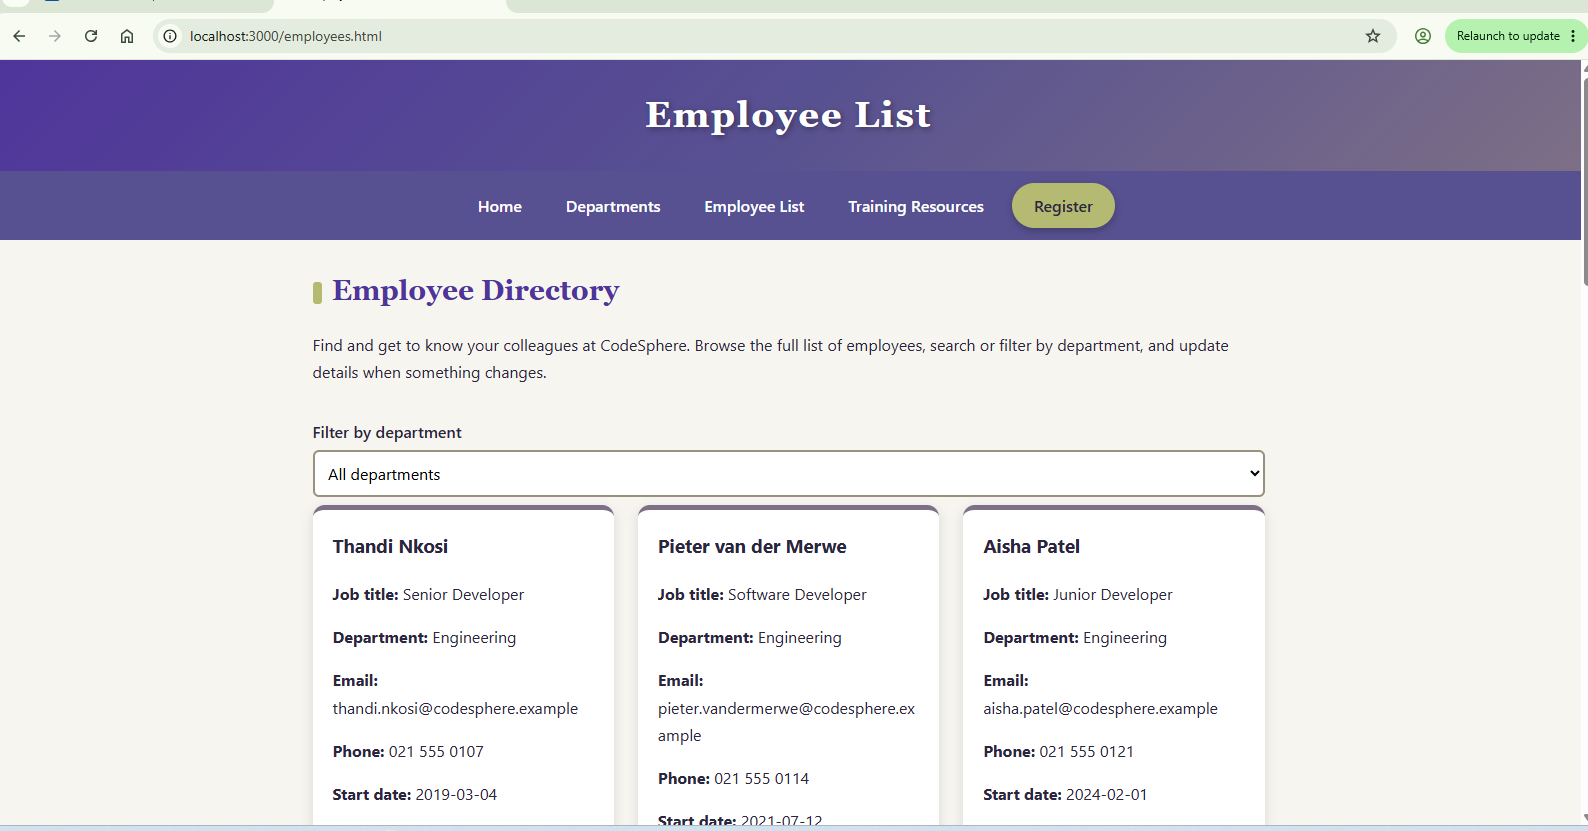 localhost:3000/employees.html
Relaunch to update
Employee List
Home Departments Employee List Training Resources Register
Employee Directory
Find and get to know your colleagues at CodeSphere. Browse the full list of employees, search or filter by department, and update
details when something changes.
Filter by department
All departments
Thandi Nkosi
Job title: Senior Developer
Department: Engineering
Email:
thandi.nkosi@codesphere.example
Phone: 021 555 0107
Start date: 2019-03-04
Pieter van der Merwe
Job title: Software Developer
Department: Engineering
Email:
pieter.vandermerwe@codesphere.ex
ample
Phone: 021 555 0114
Start date: 2021-07-12
Aisha Patel
Job title: Junior Developer
Department: Engineering
Email:
aisha.patel@codesphere.example
Phone: 021 555 0121
Start date: 2024-02-01